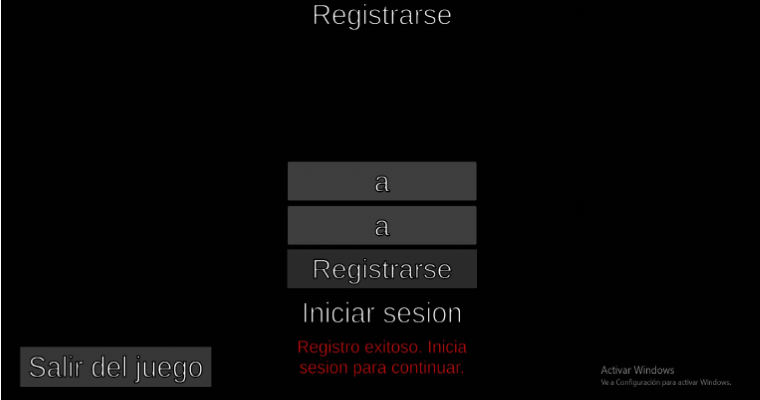 Registrarse
a
a
Registrarse
Iniciar sesion
Registro exitoso. Inicia
sesion para continuar.
Salir del juego
Activar Windows
Ve a Configuración para activar Windows.